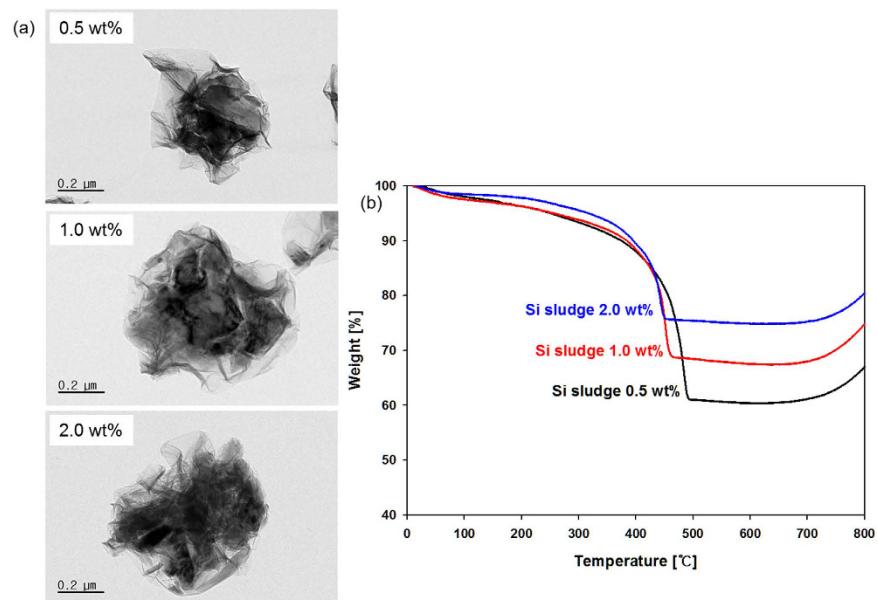 (a)
0.5 wt%
0.2 μm
1.0 wt%
0.2 μm
2.0 wt%
0.2 μm
(b)
100
90
80
70
60
50
40
Weight [%]
Si sludge 2.0 wt%
Si sludge 1.0 wt%
Si sludge 0.5 wt%
0 100 200 300 400 500 600 700 800
Temperature [℃]